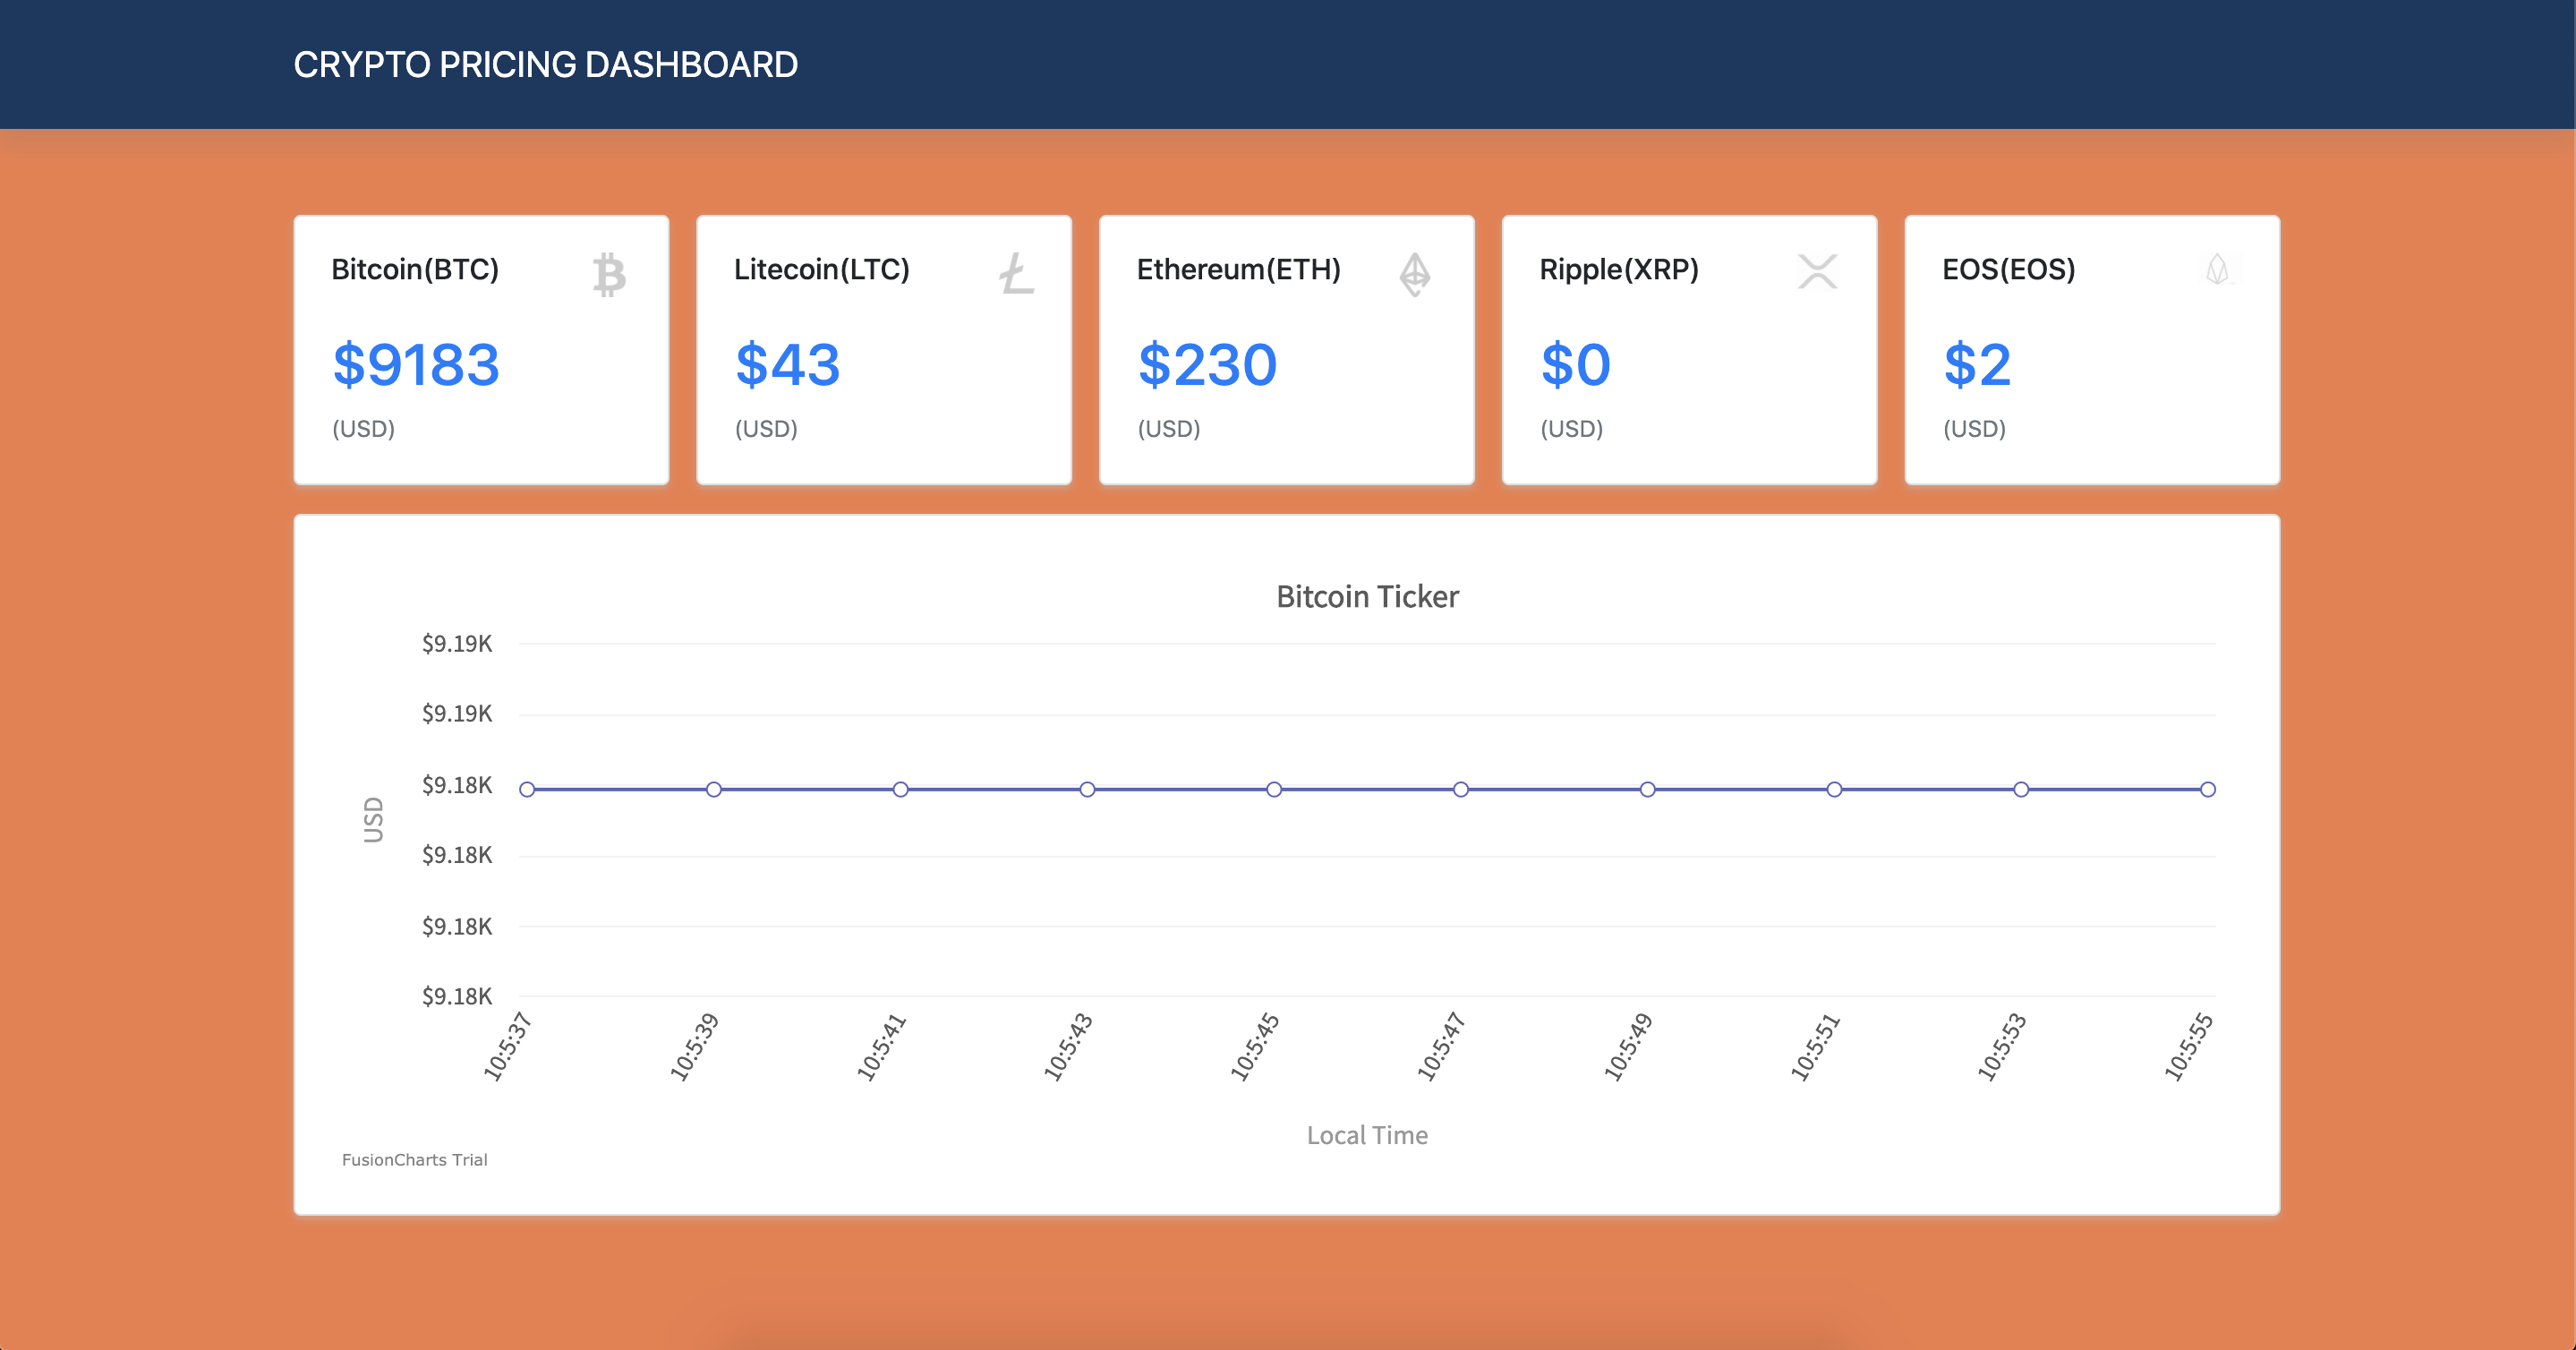 CRYPTO PRICING DASHBOARD
Bitcoin(BTC)
$9183
(USD)
Litecoin(LTC)
$43
(USD)
Ethereum(ETH)
$230
(USD)
Ripple(XRP)
$0
(USD)
EOS(EOS)
$2
(USD)
Bitcoin Ticker
USD
$9.19K
$9.19K
$9.18K
$9.18K
$9.18K
$9.18K
10:5:37
10:5:39
10:5:41
10:5:43
10:5:45
10:5:47
10:5:49
10:5:51
10:5:53
10:5:55
Local Time
FusionCharts Trial